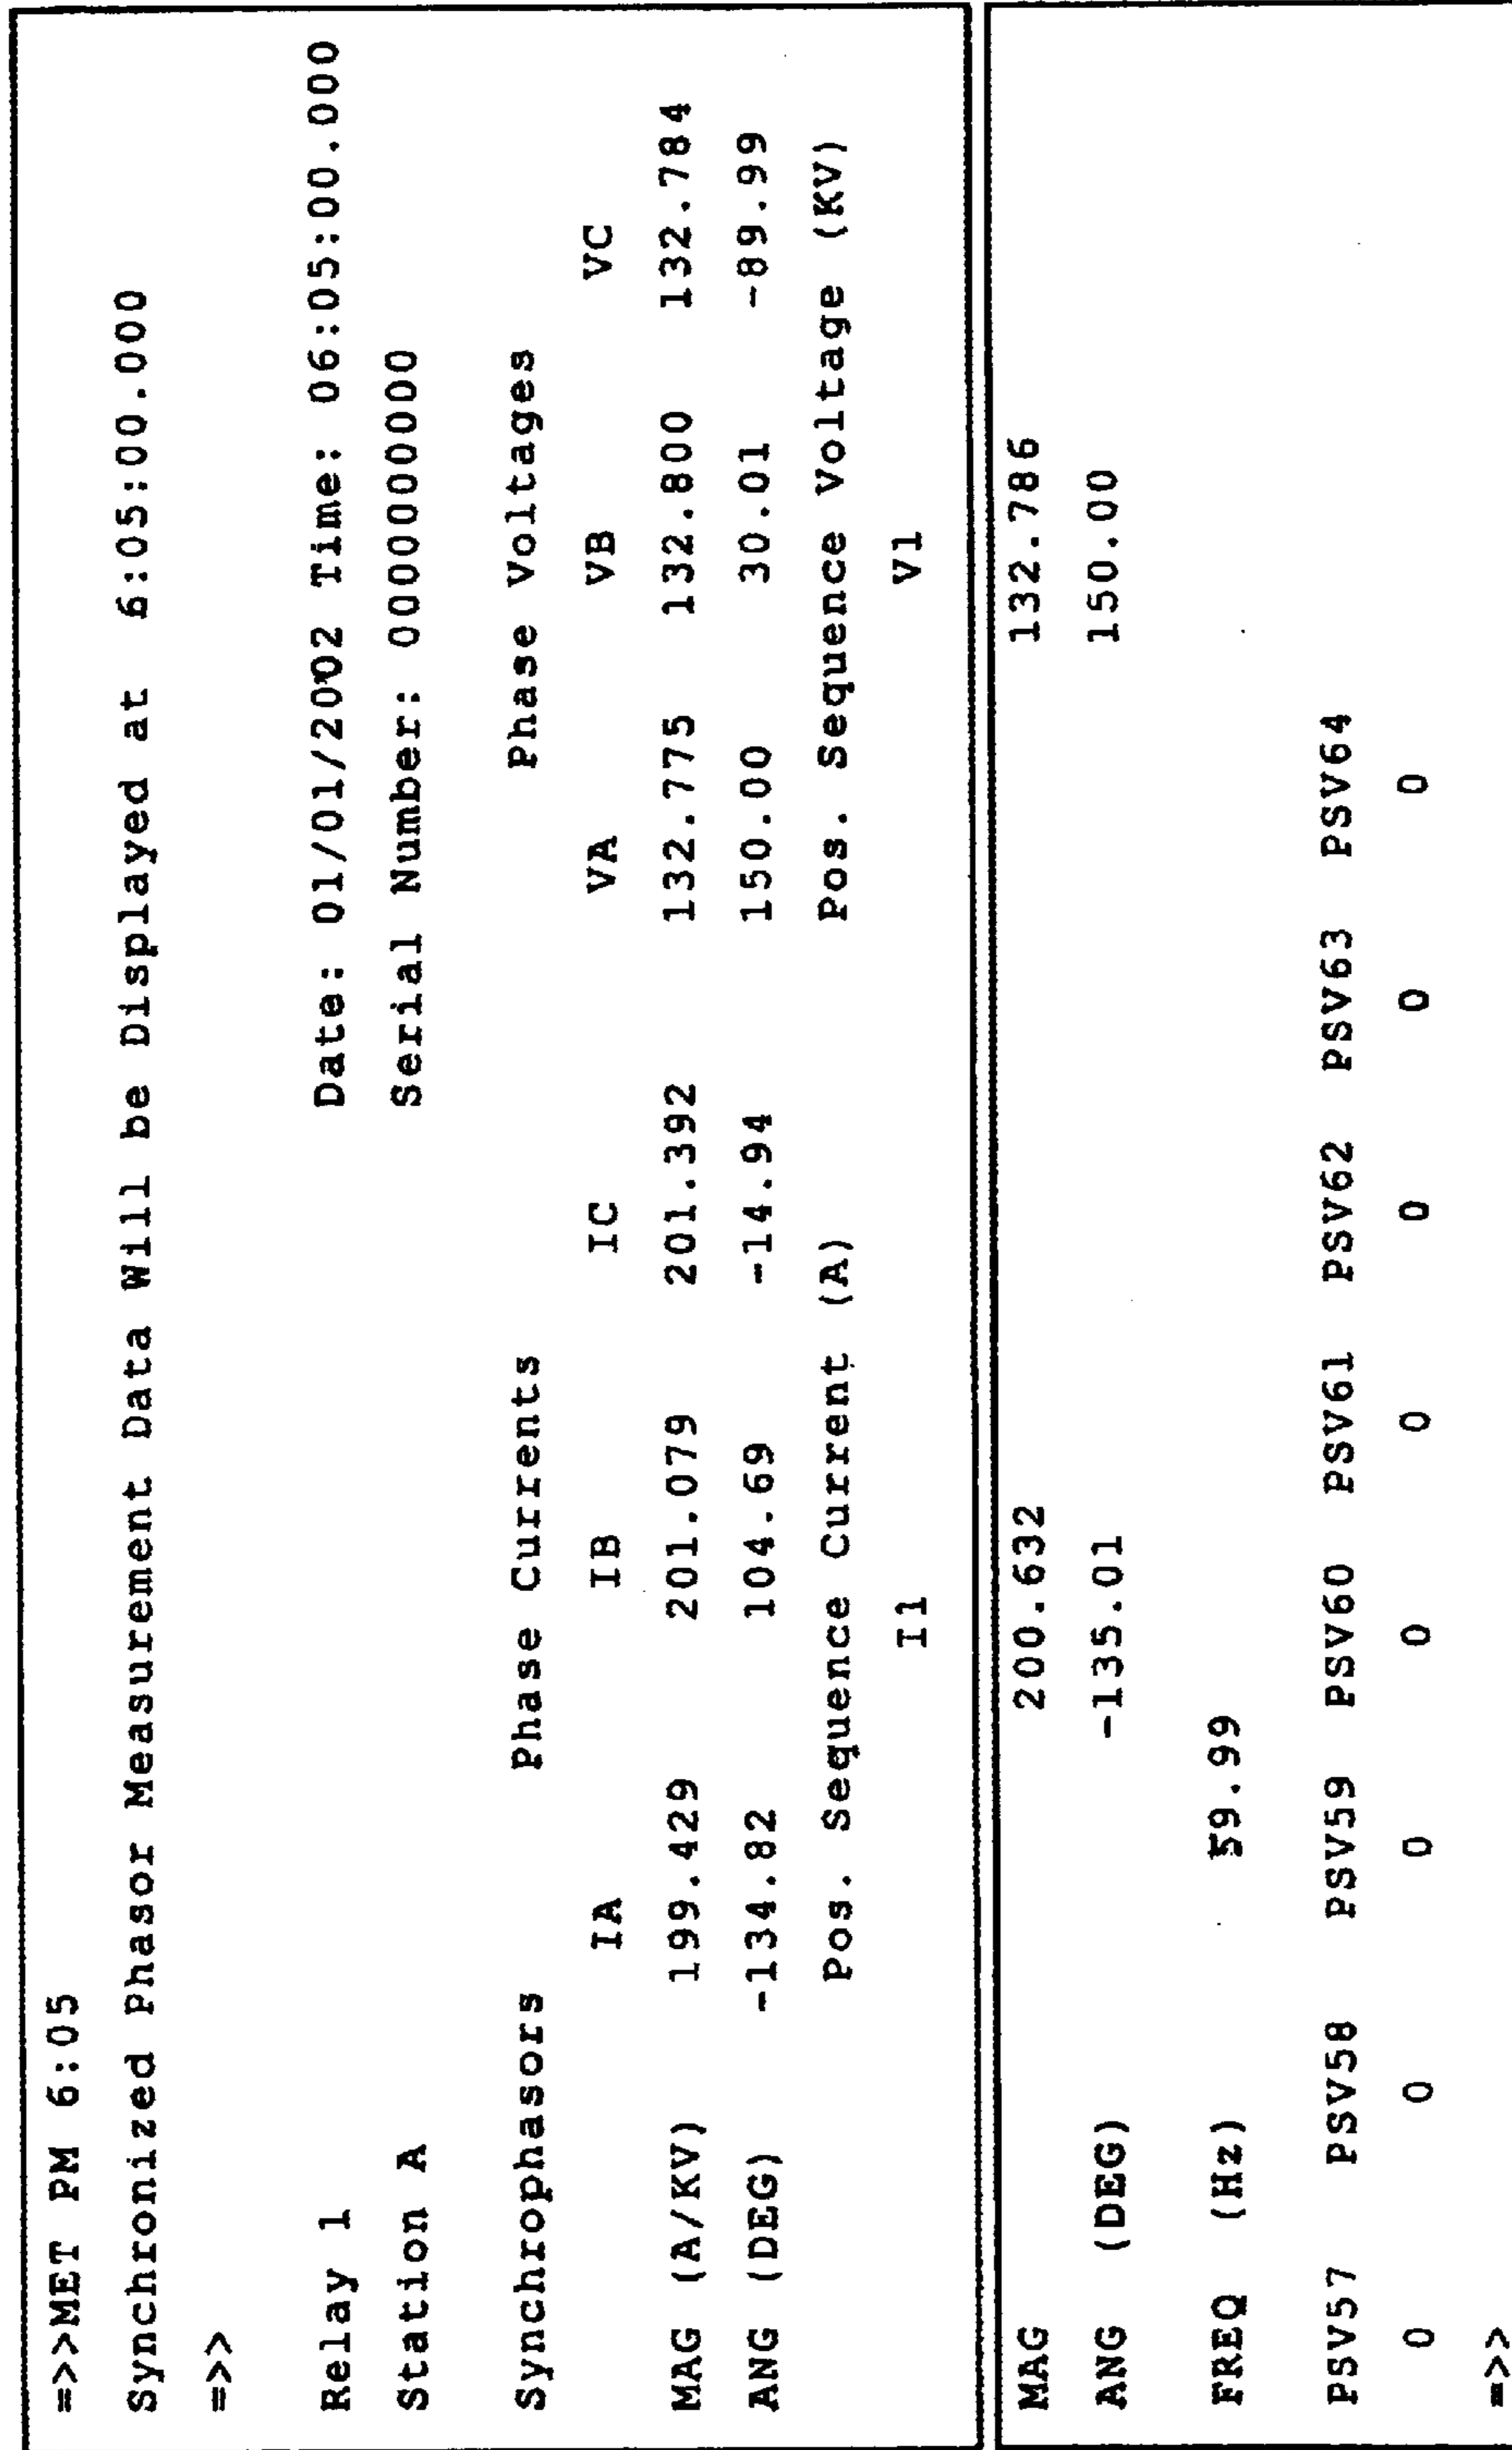 =>>MET PM 6:05
Synchronized Phasor Measurement Data Will be Displayed at 6:05:00.000
=>>
Relay 1 Date: 01/01/2002 Time: 06:05:00.000
Station A Serial Number: 0000000000
Synchrophasors
Phase Currents Phase Voltages
IA IB IC VA VB VC
MAG (A/KV) 199.429 201.079 201.392 132.775 132.800 132.784
ANG (DEG) -134.82 104.69 -14.94 150.00 30.01 -89.99
Pos. Sequence Current (A) Pos. Sequence Voltage (KV)
I1 V1
MAG 200.632 132.786
ANG (DEG) -135.01 150.00
FREQ (Hz) 59.99
PSV57 PSV58 PSV59 PSV60 PSV61 PSV62 PSV63 PSV64
0 0 0 0 0 0 0 0
=>>